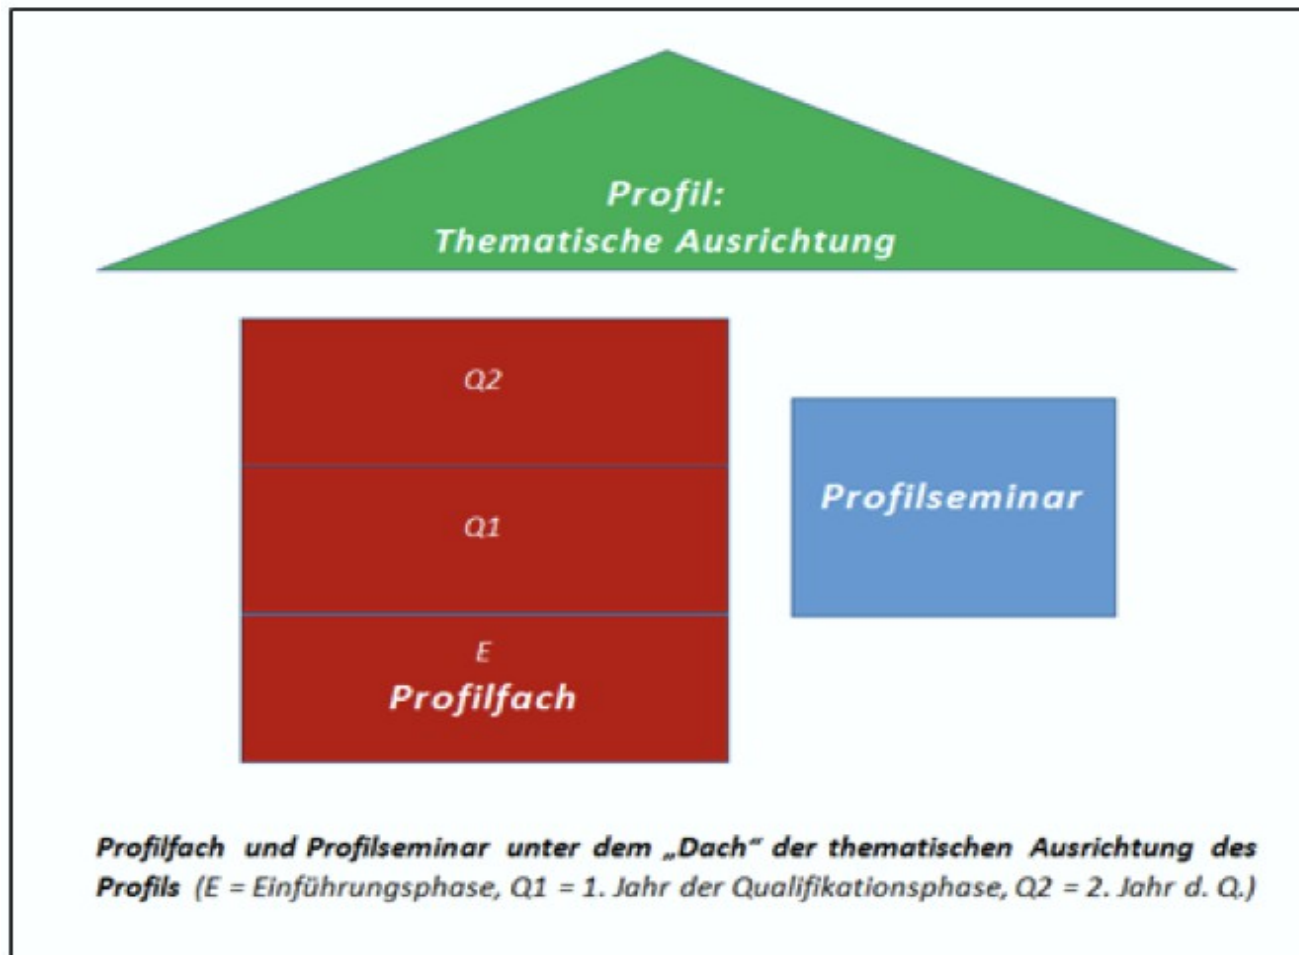 Profil:
Thematische Ausrichtung
Q2
Q1
E
Profilfach
Profilseminar
Profilfach und Profilseminar unter dem „Dach“ der thematischen Ausrichtung des
Profils (E = Einführungsphase, Q1 = 1. Jahr der Qualifikationsphase, Q2 = 2. Jahr d. Q.)